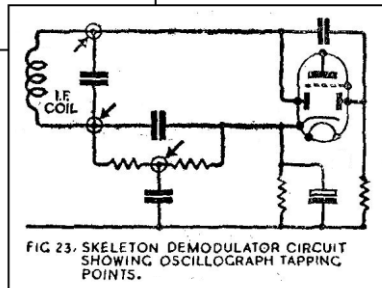 I.F.
COIL
FIG 23. SKELETON DEMODULATOR CIRCUIT
SHOWING OSCILLOGRAPH TAPPING
POINTS.